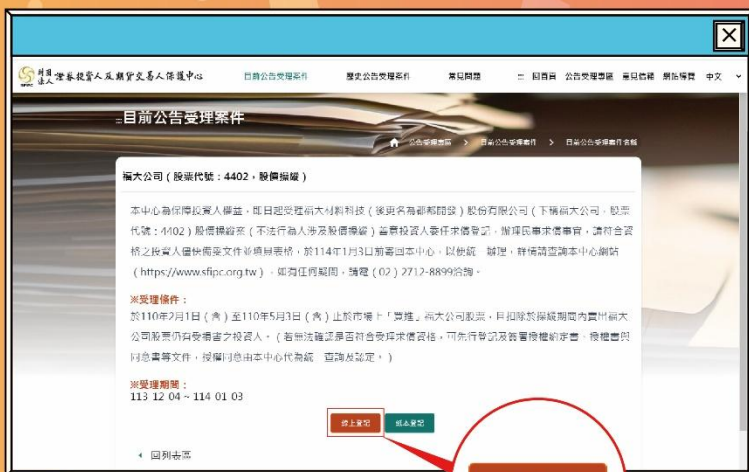 財團法人 證券投資人及期貨交易人保護中心 目前公告受理案件 歷史公告受理案件 常見問題 ::: 回首頁 公告受理專區 意見信箱 網站導覽 中文
:::目前公告受理案件
公告受理專區 > 目前公告受理案件 > 目前公告受理案件名稱
福大公司(股票代號:4402,股價操縱)
本中心為保障投資人權益,即日起受理福大材料科技(後更名為都都開發)股份有限公司(下稱福大公司,股票
代號:4402)股價操縱案(不法行為人涉及股價操縱)善意投資人委任求償登記,辦理民事求償事宜,請符合資
格之投資人儘快備妥文件並填具表格,於114年1月3日前寄回本中心,以便統一辦理,詳情請查詢本中心網站
(https://www.sfipc.org.tw),如有任何疑問,請電(02)2712-8899洽詢。
※受理條件:
於110年2月1日(含)至110年5月3日(含)止於市場上「買進」福大公司股票,且扣除於操縱期間內賣出福大
公司股票仍有受損害之投資人。(若無法確認是否符合受理求償資格,可先行登記及簽署授權約定書、授權書與
同意書等文件,授權同意由本中心代為統一查詢及認定。)
※受理期間:
113 12 04 ~ 114 01 03
線上登記 紙本登記
回列表區